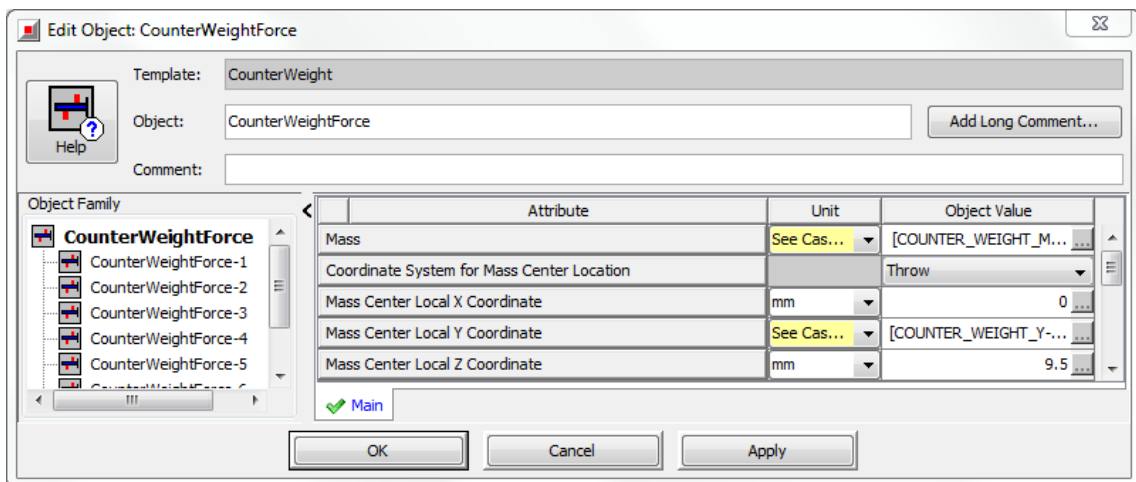 Edit Object: CounterWeightForce
Template: CounterWeight
Help
Object: CounterWeightForce Add Long Comment...
Comment:
Object Family
CounterWeightForce
CounterWeightForce-1
CounterWeightForce-2
CounterWeightForce-3
CounterWeightForce-4
CounterWeightForce-5
Attribute Unit Object Value
Mass See Cas... [COUNTER_WEIGHT_M... ...
Coordinate System for Mass Center Location Throw
Mass Center Local X Coordinate mm 0 ...
Mass Center Local Y Coordinate See Cas... [COUNTER_WEIGHT_Y-... ...
Mass Center Local Z Coordinate mm 9.5 ...
Main
OK Cancel Apply